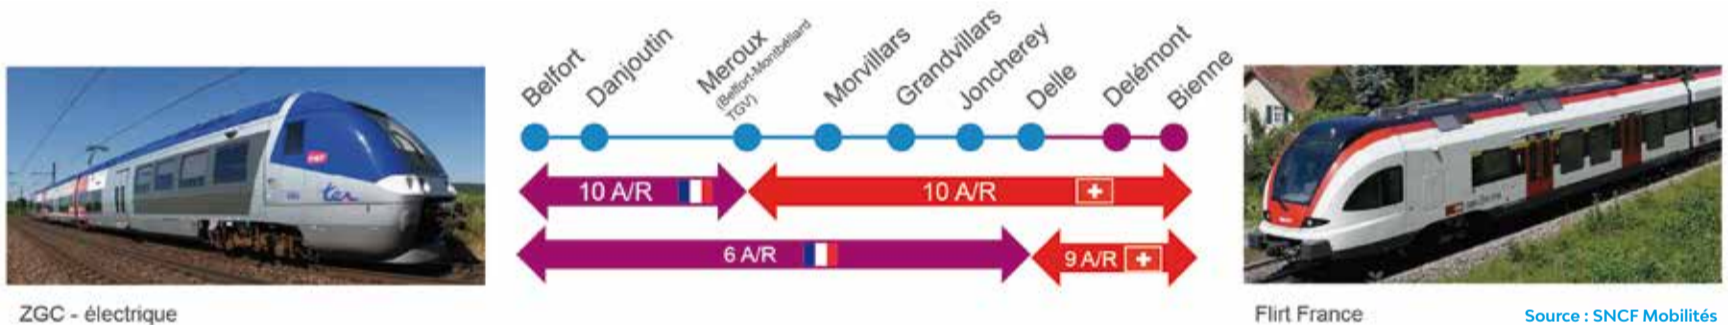 Belfort
Danjoutin
Meroux
(Belfort-Montbéliard
TGV)
Morvillars
Grandvillars
Joncherey
Delle
Delémont
Bienne
10 A/R
10 A/R
6 A/R
9 A/R
ter
ZGC - électrique
Flirt France
Source : SNCF Mobilités